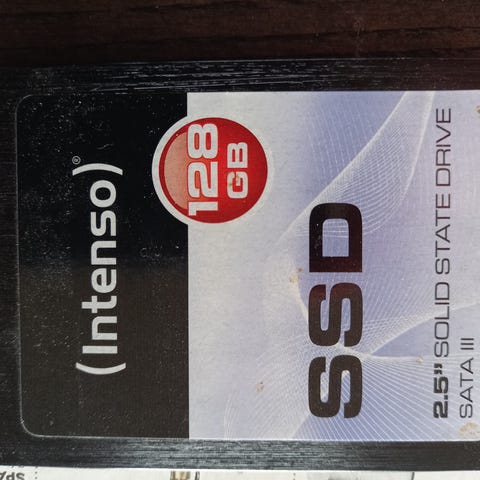 (Intenso)®
128
GB
SSD
2.5" SOLID STATE DRIVE
SATA III